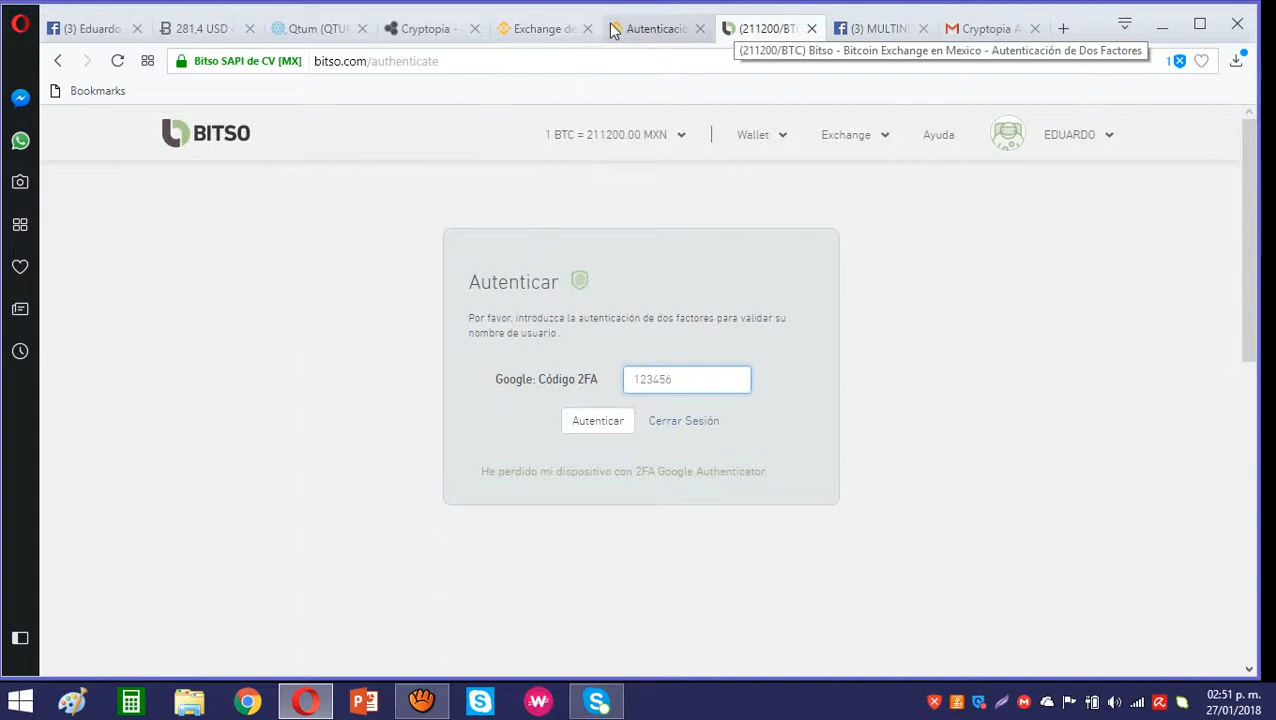 (3) Eduardo
281,4 USD
Qtum (QTUM
Cryptopia -
Exchange de
Autenticació
(211200/BTC
(3) MULTINI
Cryptopia A
(211200/BTC) Bitso - Bitcoin Exchange en Mexico - Autenticación de Dos Factores
Bitso SAPI de CV [MX]
bitso.com/authenticate
1
Bookmarks
BITSO
1 BTC = 211200.00 MXN
Wallet
Exchange
Ayuda
EDUARDO
Autenticar
Por favor, introduzca la autenticación de dos factores para validar su
nombre de usuario..
Google: Código 2FA
123456
Autenticar
Cerrar Sesión
He perdido mi dispositivo con 2FA Google Authenticator
02:51 p. m.
27/01/2018